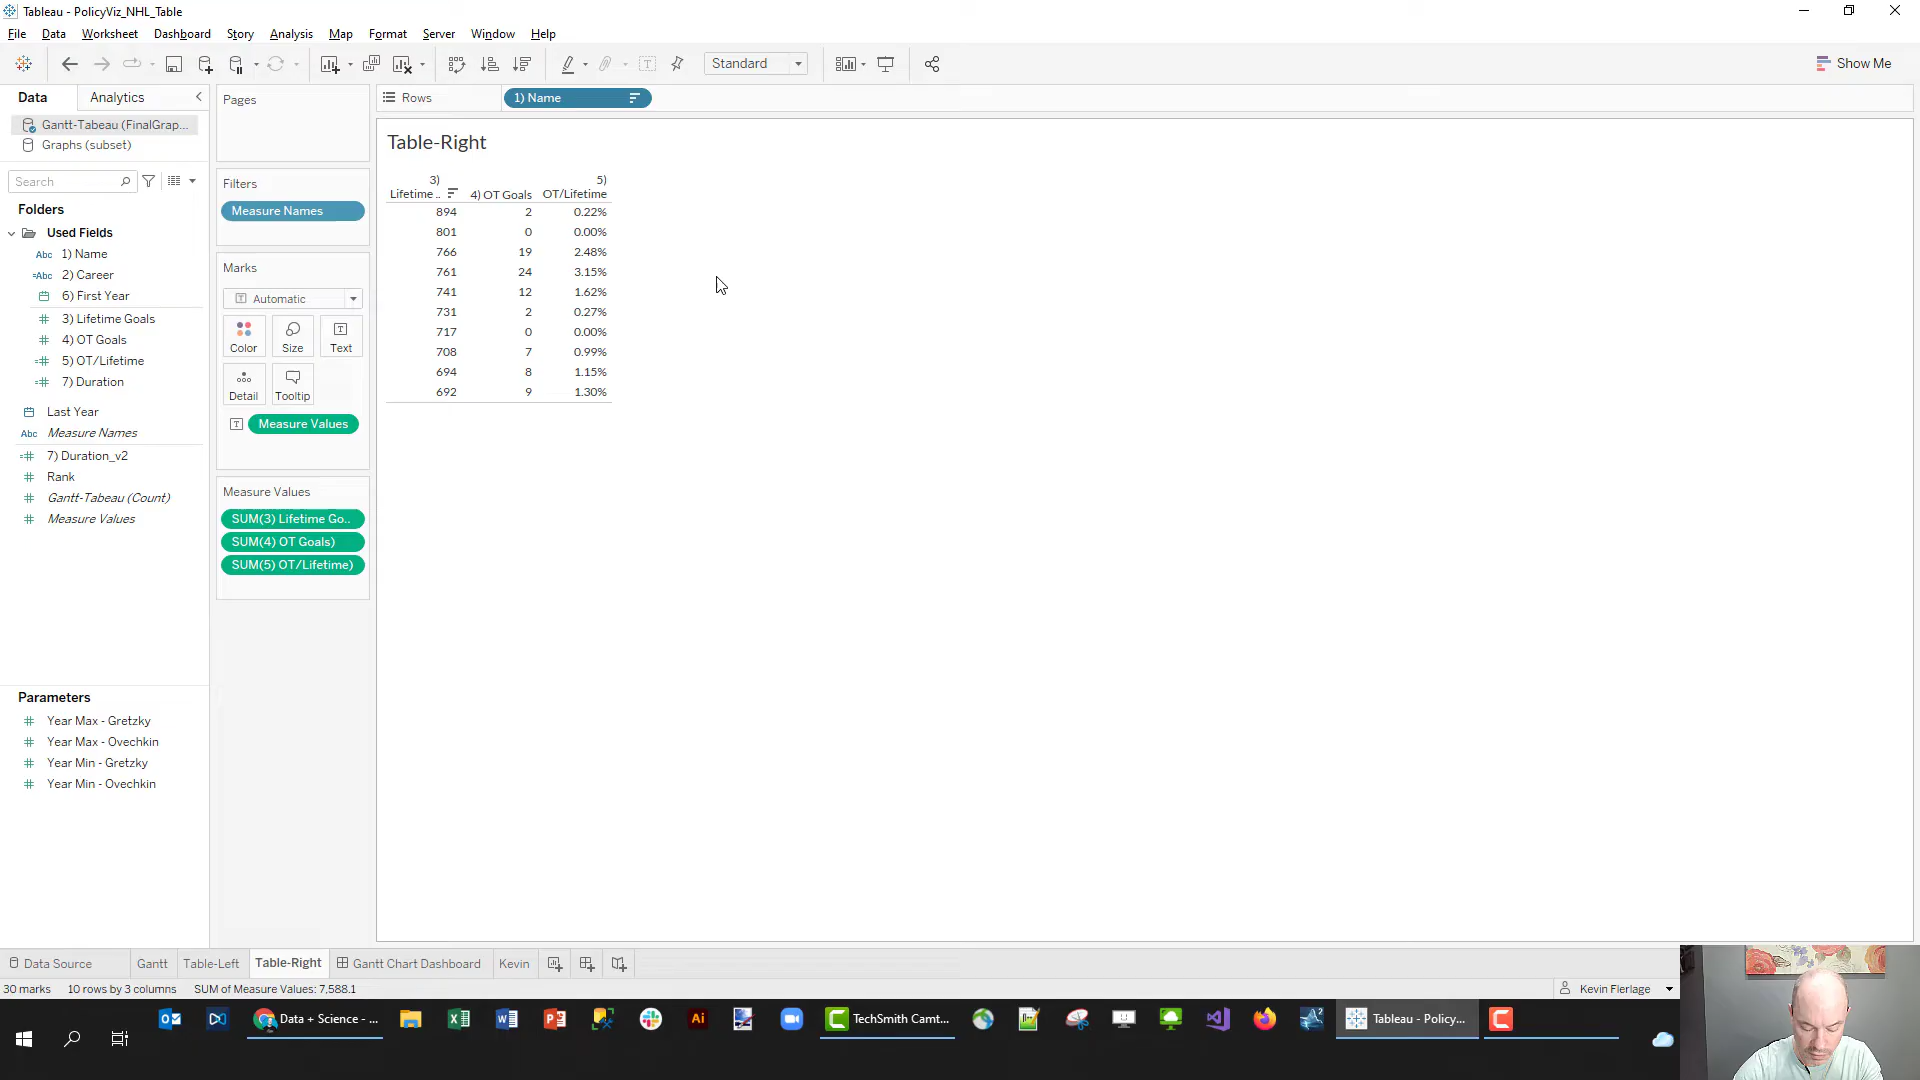 Tableau - PolicyViz_NHL_Table
File Data Worksheet Dashboard Story Analysis Map Format Server Window Help
Standard
Show Me
Data Analytics
Pages
Rows
1) Name
Gantt-Tabeau (FinalGrap...
Graphs (subset)
Search
Folders
Used Fields
Abc 1) Name
=Abc 2) Career
6) First Year
# 3) Lifetime Goals
# 4) OT Goals
=# 5) OT/Lifetime
=# 7) Duration
Last Year
Abc Measure Names
=# 7) Duration_v2
# Rank
# Gantt-Tabeau (Count)
# Measure Values
Parameters
# Year Max - Gretzky
# Year Max - Ovechkin
# Year Min - Gretzky
# Year Min - Ovechkin
Filters
Measure Names
Marks
Automatic
Color Size Text
Detail Tooltip
Measure Values
Measure Values
SUM(3) Lifetime Go..
SUM(4) OT Goals)
SUM(5) OT/Lifetime)
Table-Right
3) 5)
Lifetime .. 4) OT Goals OT/Lifetime
894 2 0.22%
801 0 0.00%
766 19 2.48%
761 24 3.15%
741 12 1.62%
731 2 0.27%
717 0 0.00%
708 7 0.99%
694 8 1.15%
692 9 1.30%
Data Source Gantt Table-Left Table-Right Gantt Chart Dashboard Kevin
30 marks 10 rows by 3 columns SUM of Measure Values: 7,588.1
Kevin Flerlage
Data + Science - ...
Ai
TechSmith Camt...
Tableau - Policy...